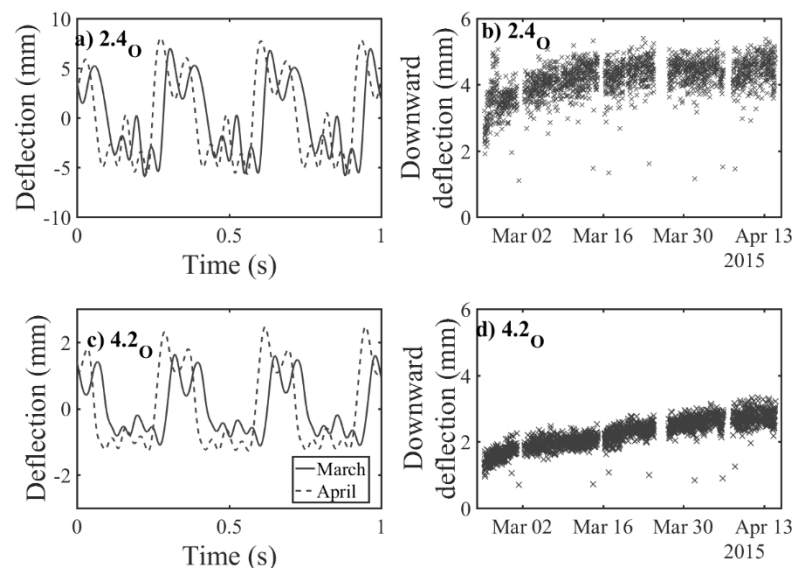 a) 2.4O
Deflection (mm)
10
5
0
-5
-10
0
0.5
1
Time (s)
b) 2.4O
Downward
deflection (mm)
6
4
2
0
Mar 02
Mar 16
Mar 30
Apr 13
2015
c) 4.2O
Deflection (mm)
2
0
-2
March
April
0
0.5
1
Time (s)
d) 4.2O
Downward
deflection (mm)
6
4
2
0
Mar 02
Mar 16
Mar 30
Apr 13
2015